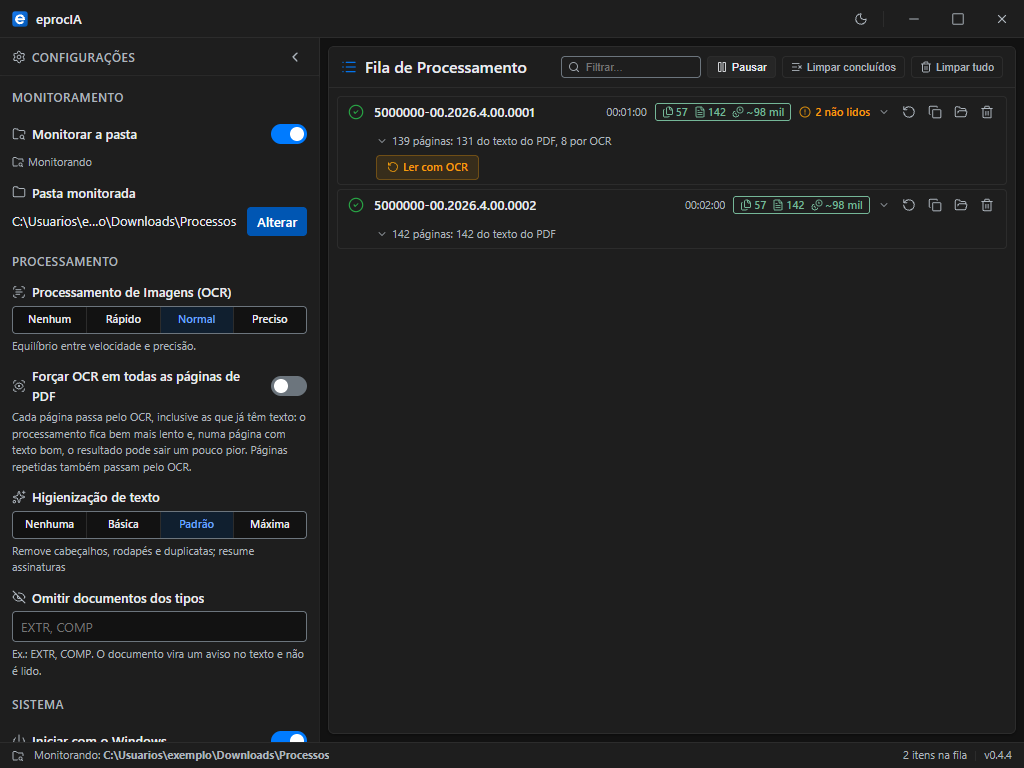 eprocIA
CONFIGURAÇÕES
MONITORAMENTO
Monitorar a pasta
Monitorando
Pasta monitorada
C:\Usuarios\e...o\Downloads\Processos
Alterar
PROCESSAMENTO
Processamento de Imagens (OCR)
Nenhum Rápido Normal Preciso
Equilíbrio entre velocidade e precisão.
Forçar OCR em todas as páginas de
PDF
Cada página passa pelo OCR, inclusive as que já têm texto: o
processamento fica bem mais lento e, numa página com
texto bom, o resultado pode sair um pouco pior. Páginas
repetidas também passam pelo OCR.
Higienização de texto
Nenhuma Básica Padrão Máxima
Remove cabeçalhos, rodapés e duplicatas; resume
assinaturas
Omitir documentos dos tipos
EXTR, COMP
Ex.: EXTR, COMP. O documento vira um aviso no texto e não
é lido.
SISTEMA
Iniciar com o Windows
Fila de Processamento
Filtrar...
Pausar
Limpar concluídos
Limpar tudo
5000000-00.2026.4.00.0001 00:01:00 57 142 ~98 mil 2 não lidos
139 páginas: 131 do texto do PDF, 8 por OCR
Ler com OCR
5000000-00.2026.4.00.0002 00:02:00 57 142 ~98 mil
142 páginas: 142 do texto do PDF
Monitorando: C:\Usuarios\exemplo\Downloads\Processos
2 itens na fila v0.4.4